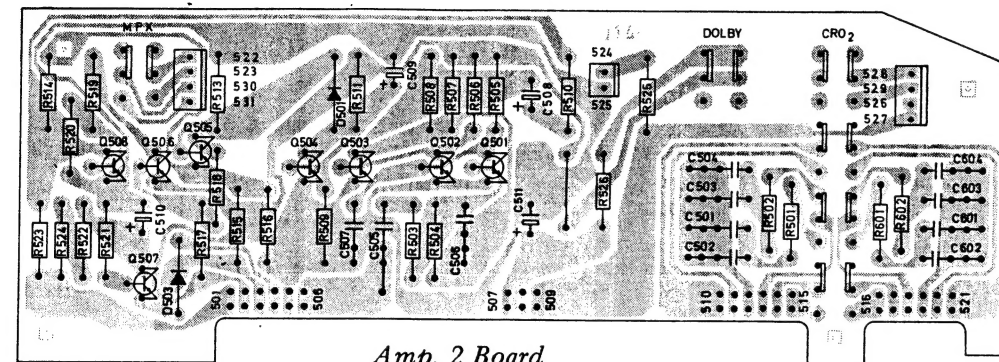 MPX
DOLBY
CRO2
522
523
530
531
524
525
528
529
526
527
R514
R519
R513
D501
R511
C509
R508
R507
R506
R505
C508
R510
R525
R520
Q508
Q506
Q505
Q504
Q503
Q502
Q501
R518
R526
C504
C503
C501
C502
R502
R501
R601
R602
C604
C603
C601
C602
R523
R524
R522
R521
C510
R517
R515
R516
R509
C507
C505
R503
R504
C506
C511
Q507
D503
501
506
507
509
510
515
516
521
Amp. 2 Board